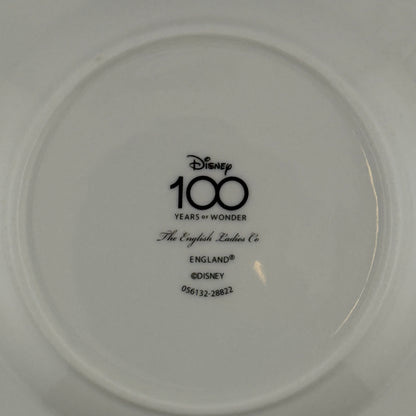 Disney
100
YEARS OF WONDER
The English Ladies Co
ENGLAND®
©DISNEY
056132-28822